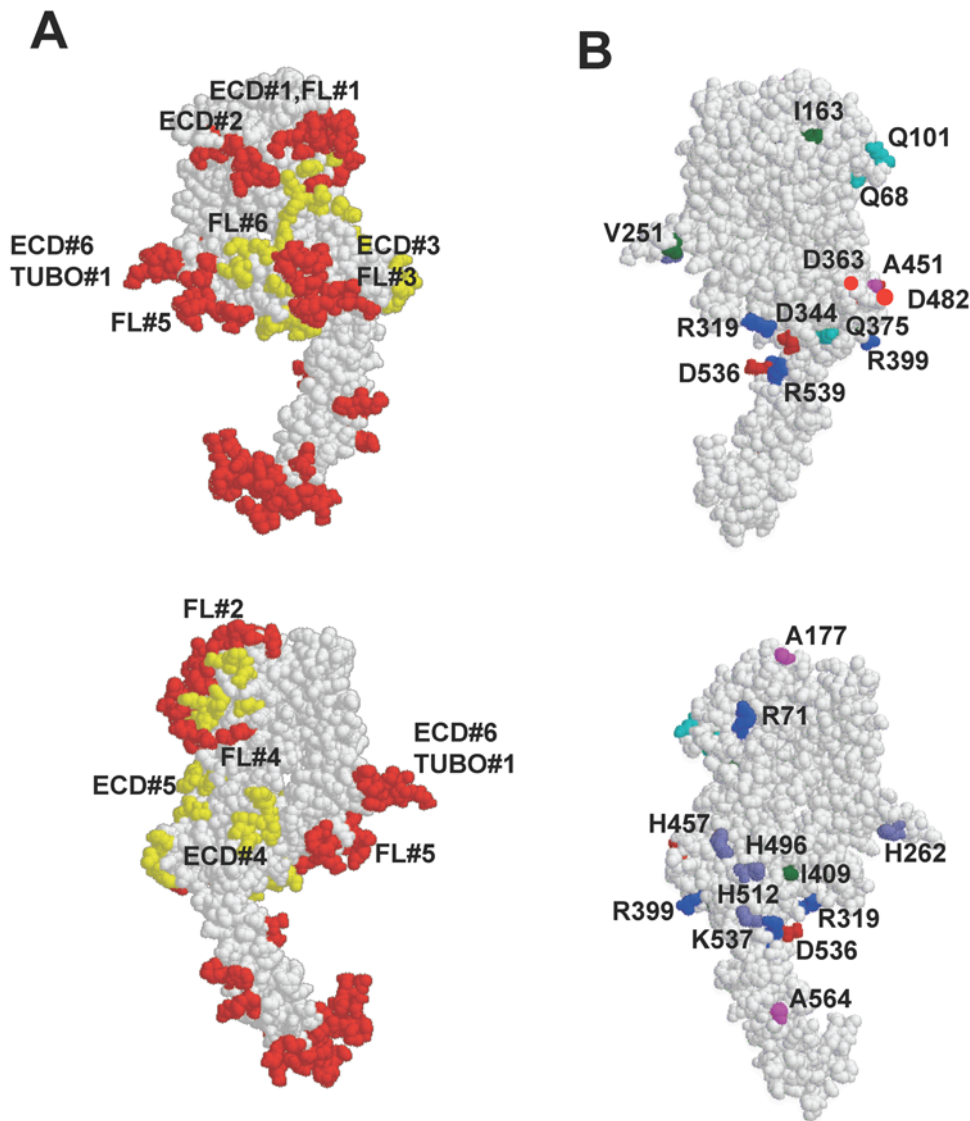 A
ECD#1,FL#1
ECD#2
FL#6
ECD#6
TUBO#1
ECD#3
FL#3
FL#5
FL#2
FL#4
ECD#6
TUBO#1
ECD#5
ECD#4
FL#5
B
I163
Q101
Q68
V251
D363
A451
D482
R319
D344
Q375
R399
D536
R539
A177
R71
H457
H496
H262
I409
H512
R399
R319
K537
D536
A564